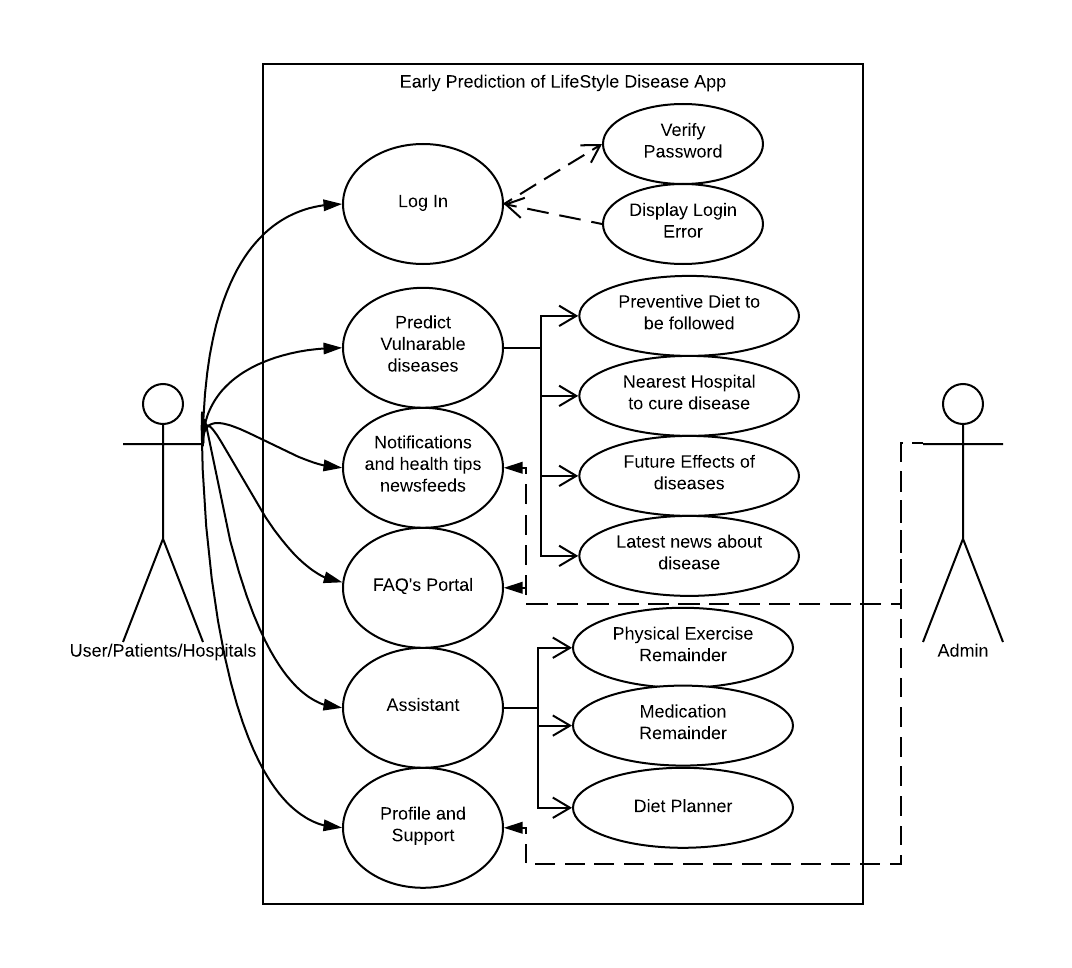 Early Prediction of LifeStyle Disease App
Verify
Password
Log In
Display Login
Error
Predict
Vulnarable
diseases
Preventive Diet to
be followed
Nearest Hospital
to cure disease
Notifications
and health tips
newsfeeds
Future Effects of
diseases
Latest news about
disease
FAQ's Portal
User/Patients/Hospitals
Admin
Physical Exercise
Remainder
Assistant
Medication
Remainder
Diet Planner
Profile and
Support